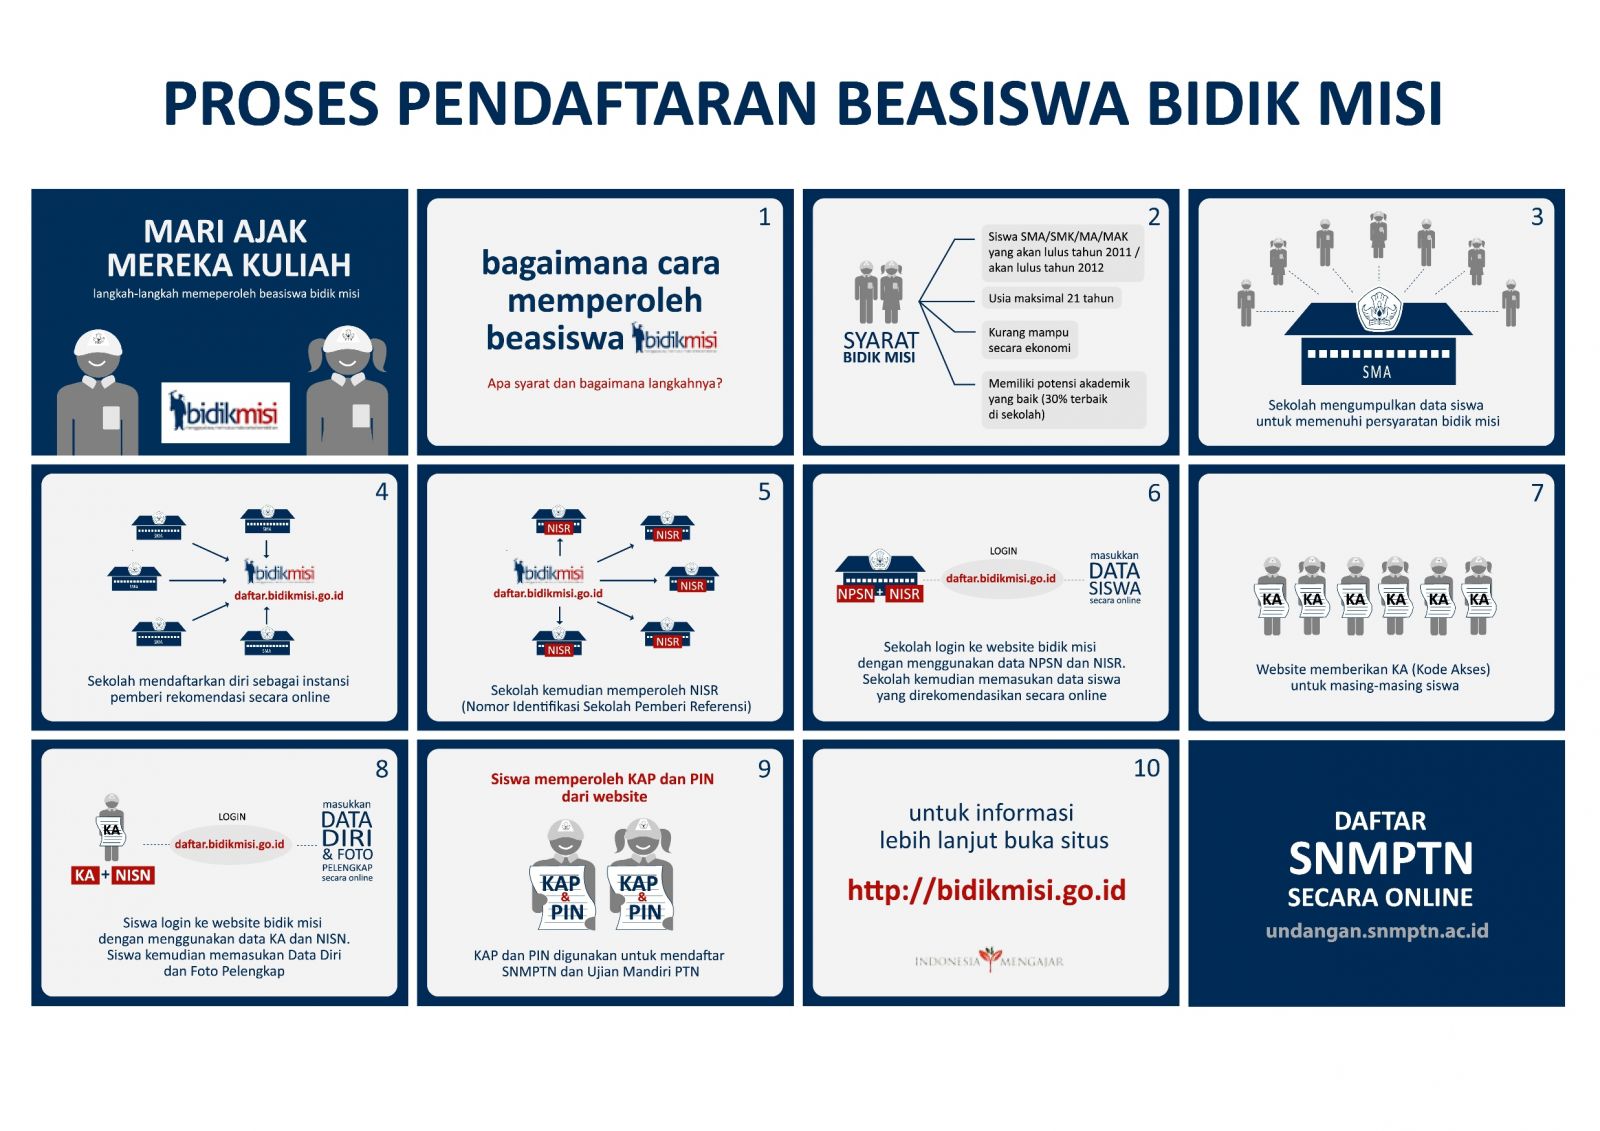 PROSES PENDAFTARAN BEASISWA BIDIK MISI
MARI AJAK
MEREKA KULIAH
langkah-langkah memeperoleh beasiswa bidik misi
bidikmisi
1
bagaimana cara
memperoleh
beasiswa bidikmisi
Apa syarat dan bagaimana langkahnya?
2
SYARAT
BIDIK MISI
Siswa SMA/SMK/MA/MAK
yang akan lulus tahun 2011 /
akan lulus tahun 2012
Usia maksimal 21 tahun
Kurang mampu
secara ekonomi
Memiliki potensi akademik
yang baik (30% terbaik
di sekolah)
3
SMA
Sekolah mengumpulkan data siswa
untuk memenuhi persyaratan bidik misi
4
SMA
SMA
bidikmisi
SMA
daftar.bidikmisi.go.id
SMA
SMA
Sekolah mendaftarkan diri sebagai instansi
pemberi rekomendasi secara online
5
NISR
NISR
bidikmisi
NISR
daftar.bidikmisi.go.id
NISR
NISR
Sekolah kemudian memperoleh NISR
(Nomor Identifikasi Sekolah Pemberi Referensi)
6
NPSN + NISR
LOGIN
daftar.bidikmisi.go.id
masukkan
DATA
SISWA
secara online
Sekolah login ke website bidik misi
dengan menggunakan data NPSN dan NISR.
Sekolah kemudian memasukan data siswa
yang direkomendasikan secara online
7
KA KA KA KA KA KA
Website memberikan KA (Kode Akses)
untuk masing-masing siswa
8
KA
KA + NISN
LOGIN
daftar.bidikmisi.go.id
masukkan
DATA
DIRI
& FOTO
PELENGKAP
secara online
Siswa login ke website bidik misi
dengan menggunakan data KA dan NISN.
Siswa kemudian memasukan Data Diri
dan Foto Pelengkap
9
Siswa memperoleh KAP dan PIN
dari website
KAP
&
PIN
KAP
&
PIN
KAP dan PIN digunakan untuk mendaftar
SNMPTN dan Ujian Mandiri PTN
10
untuk informasi
lebih lanjut buka situs
http://bidikmisi.go.id
INDONESIA MENGAJAR
DAFTAR
SNMPTN
SECARA ONLINE
undangan.snmptn.ac.id